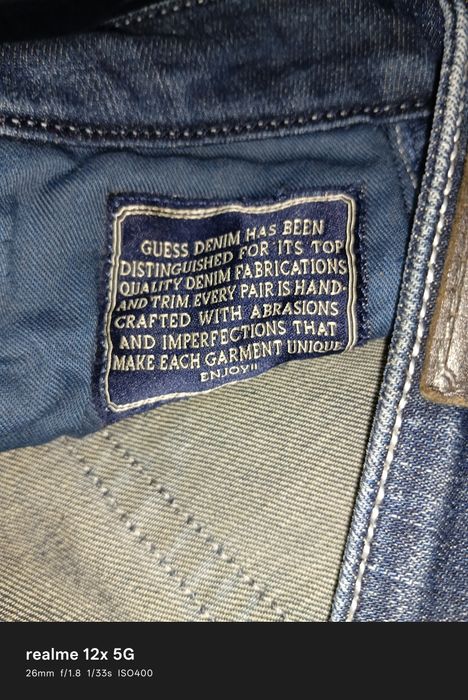 GUESS DENIM HAS BEEN
DISTINGUISHED FOR ITS TOP
QUALITY DENIM FABRICATIONS
AND TRIM. EVERY PAIR IS HAND-
CRAFTED WITH ABRASIONS
AND IMPERFECTIONS THAT
MAKE EACH GARMENT UNIQUE
ENJOY!!
realme 12x 5G
26mm f/1.8 1/33s ISO400